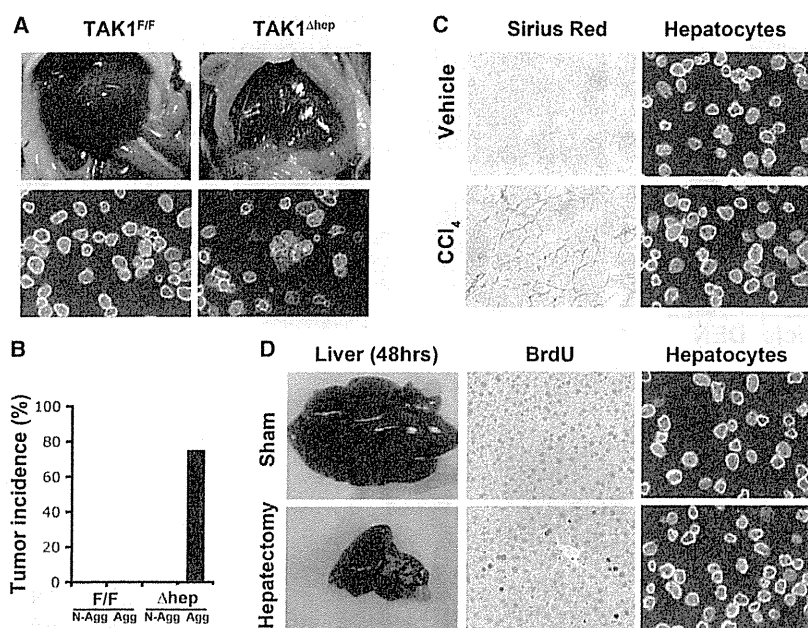 A
TAK1F/F
TAK1Δhep
B
Tumor incidence (%)
100
80
60
40
20
0
F/F
Δhep
N-Agg Agg
N-Agg Agg
C
Sirius Red
Hepatocytes
Vehicle
CCl4
D
Liver (48hrs)
BrdU
Hepatocytes
Sham
Hepatectomy